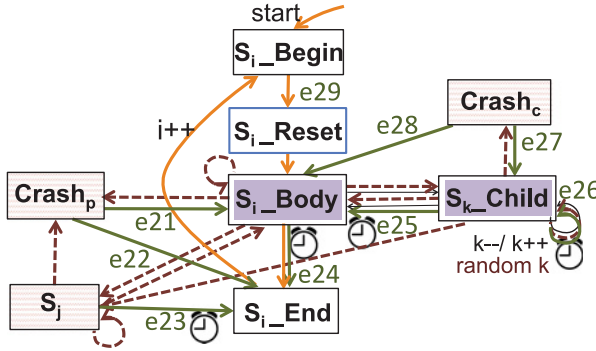 start
S_i_Begin
e29
Crash_c
i++
S_i_Reset
e28
e27
Crash_p
S_i_Body
S_k_Child
e26
e21
e25
e22
k--/ k++
e24
random k
S_j
e23
S_i_End